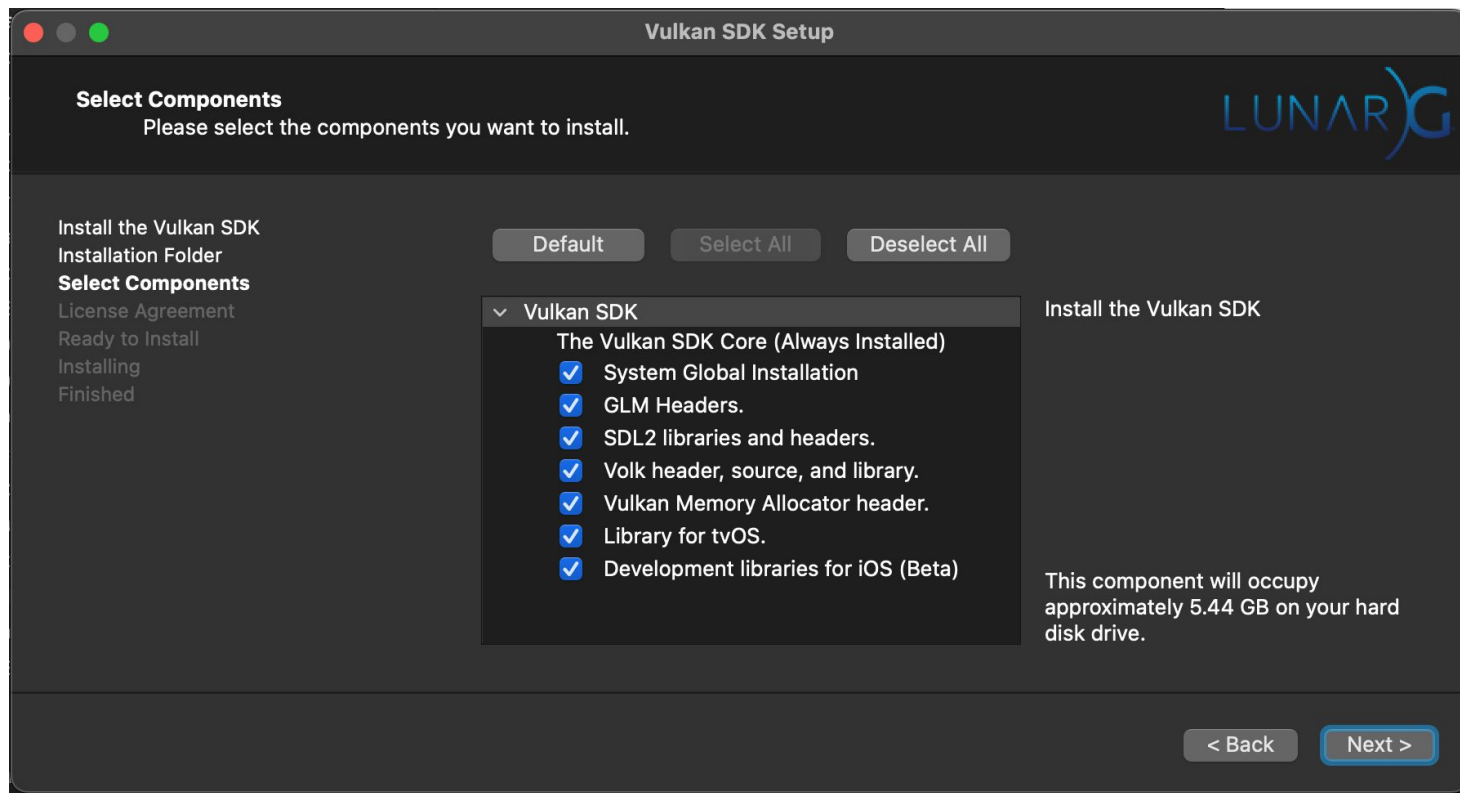 Vulkan SDK Setup
Select Components
Please select the components you want to install.
LUNAR G
Install the Vulkan SDK
Installation Folder
Select Components
License Agreement
Ready to Install
Installing
Finished
Default Select All Deselect All
Vulkan SDK
The Vulkan SDK Core (Always Installed)
System Global Installation
GLM Headers.
SDL2 libraries and headers.
Volk header, source, and library.
Vulkan Memory Allocator header.
Library for tvOS.
Development libraries for iOS (Beta)
Install the Vulkan SDK
This component will occupy
approximately 5.44 GB on your hard
disk drive.
< Back Next >